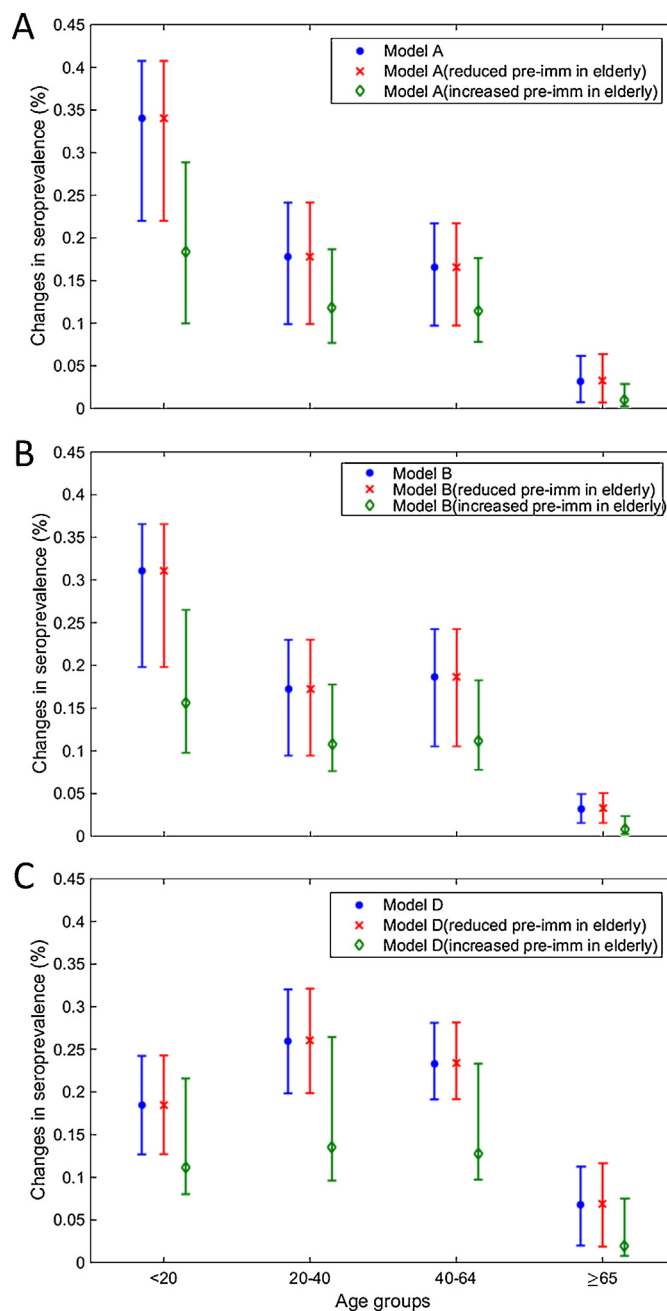 A
Changes in seroprevalence (%)
0.45
0.4
0.35
0.3
0.25
0.2
0.15
0.1
0.05
0
Model A
Model A(reduced pre-imm in elderly)
Model A(increased pre-imm in elderly)
B
Changes in seroprevalence (%)
0.45
0.4
0.35
0.3
0.25
0.2
0.15
0.1
0.05
0
Model B
Model B(reduced pre-imm in elderly)
Model B(increased pre-imm in elderly)
C
Changes in seroprevalence (%)
0.45
0.4
0.35
0.3
0.25
0.2
0.15
0.1
0.05
0
Model D
Model D(reduced pre-imm in elderly)
Model D(increased pre-imm in elderly)
<20 20-40 40-64 ≥65
Age groups